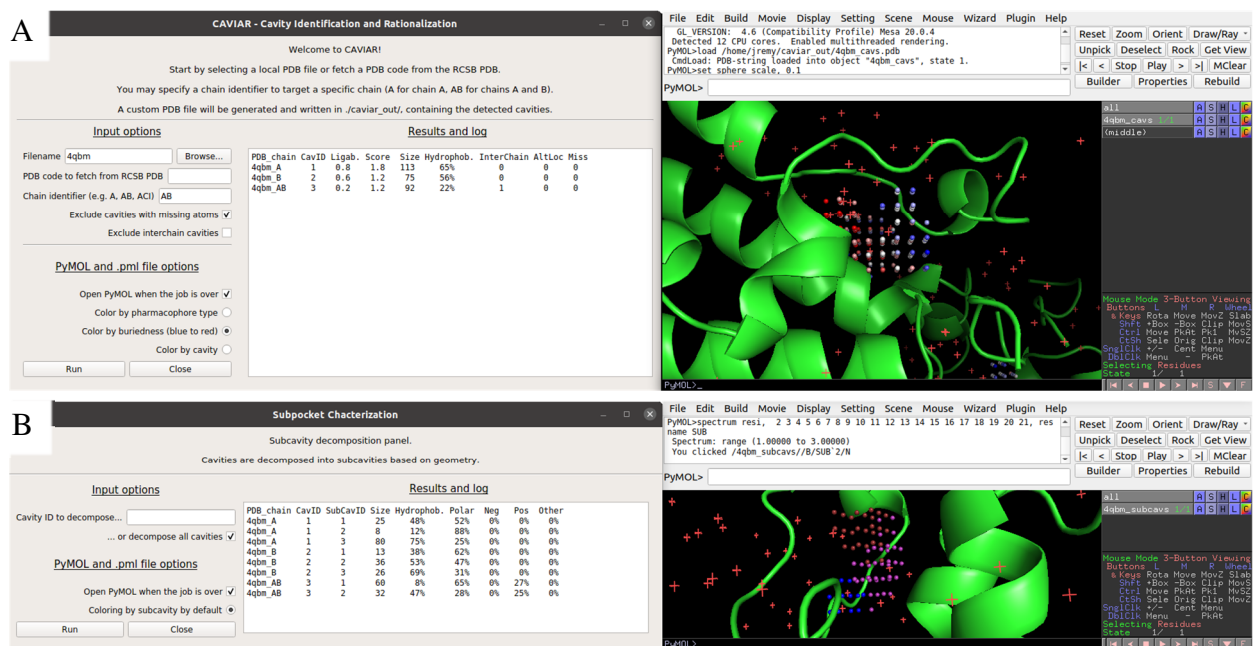 A
CAVIAR - Cavity Identification and Rationalization
Welcome to CAVIAR!
Start by selecting a local PDB file or fetch a PDB code from the RCSB PDB.
You may specify a chain identifier to target a specific chain (A for chain A, AB for chains A and B).
A custom PDB file will be generated and written in ./caviar_out/, containing the detected cavities.
Input options
Filename 4qbm Browse...
PDB code to fetch from RCSB PDB
Chain identifier (e.g. A, AB, ACI) AB
Exclude cavities with missing atoms
Exclude interchain cavities
PyMOL and .pml file options
Open PyMOL when the job is over
Color by pharmacophore type
Color by buriedness (blue to red)
Color by cavity
Run Close
Results and log
PDB_chain CavID Ligab. Score Size Hydrophob. InterChain AltLoc Miss
4qbm_A 1 0.8 1.8 113 65% 0 0 0
4qbm_B 2 0.6 1.2 75 56% 0 0 0
4qbm_AB 3 0.2 1.2 92 22% 1 0 0
File Edit Build Movie Display Setting Scene Mouse Wizard Plugin Help
GL_VERSION: 4.6 (Compatibility Profile) Mesa 20.0.4
Detected 12 CPU cores. Enabled multithreaded rendering.
PyMOL>load /home/jremy/caviar_out/4qbm_cavs.pdb
CmdLoad: PDB-string loaded into object "4qbm_cavs", state 1.
PyMOL>set sphere_scale, 0.1
PyMOL>
Reset Zoom Orient Draw/Ray
Unpick Deselect Rock Get View
|< < Stop Play > >| MClear
Builder Properties Rebuild
all A S H L C
4qbm_cavs 1/1 A S H L C
(middle) A S H L C
Mouse Mode 3-Button Viewing
Buttons L M R Wheel
& Keys Rota Move MovZ Slab
Shft +Box -Box Clip MovS
Ctrl Move PkAt Pk1 MvSZ
CtSh Sele Orig Clip MovZ
SnglClk +/- Cent Menu
DblClk Menu - PkAt
Selecting Residues
State 1/ 1
PyMOL>_
S F
B
Subpocket Chacterization
Subcavity decomposition panel.
Cavities are decomposed into subcavities based on geometry.
Input options
Cavity ID to decompose...
... or decompose all cavities
PyMOL and .pml file options
Open PyMOL when the job is over
Coloring by subcavity by default
Run Close
Results and log
PDB_chain CavID SubCavID Size Hydrophob. Polar Neg Pos Other
4qbm_A 1 1 25 48% 52% 0% 0% 0%
4qbm_A 1 2 8 12% 88% 0% 0% 0%
4qbm_A 1 3 80 75% 25% 0% 0% 0%
4qbm_B 2 1 13 38% 62% 0% 0% 0%
4qbm_B 2 2 36 53% 47% 0% 0% 0%
4qbm_B 2 3 26 69% 31% 0% 0% 0%
4qbm_AB 3 1 60 8% 65% 0% 27% 0%
4qbm_AB 3 2 32 47% 28% 0% 25% 0%
File Edit Build Movie Display Setting Scene Mouse Wizard Plugin Help
PyMOL>spectrum resi, 2 3 4 5 6 7 8 9 10 11 12 13 14 15 16 17 18 19 20 21, res
name SUB
Spectrum: range (1.00000 to 3.00000)
You clicked /4qbm_subcavs//B/SUB`2/N
PyMOL>
Reset Zoom Orient Draw/Ray
Unpick Deselect Rock Get View
|< < Stop Play > >| MClear
Builder Properties Rebuild
all A S H L C
4qbm_subcavs 1/1 A S H L C
Mouse Mode 3-Button Viewing
Buttons L M R Wheel
& Keys Rota Move MovZ Slab
Shft +Box -Box Clip MovS
Ctrl Move PkAt Pk1 MvSZ
CtSh Sele Orig Clip MovZ
SnglClk +/- Cent Menu
DblClk Menu - PkAt
Selecting Residues
State 1/ 1
PyMOL>
S F